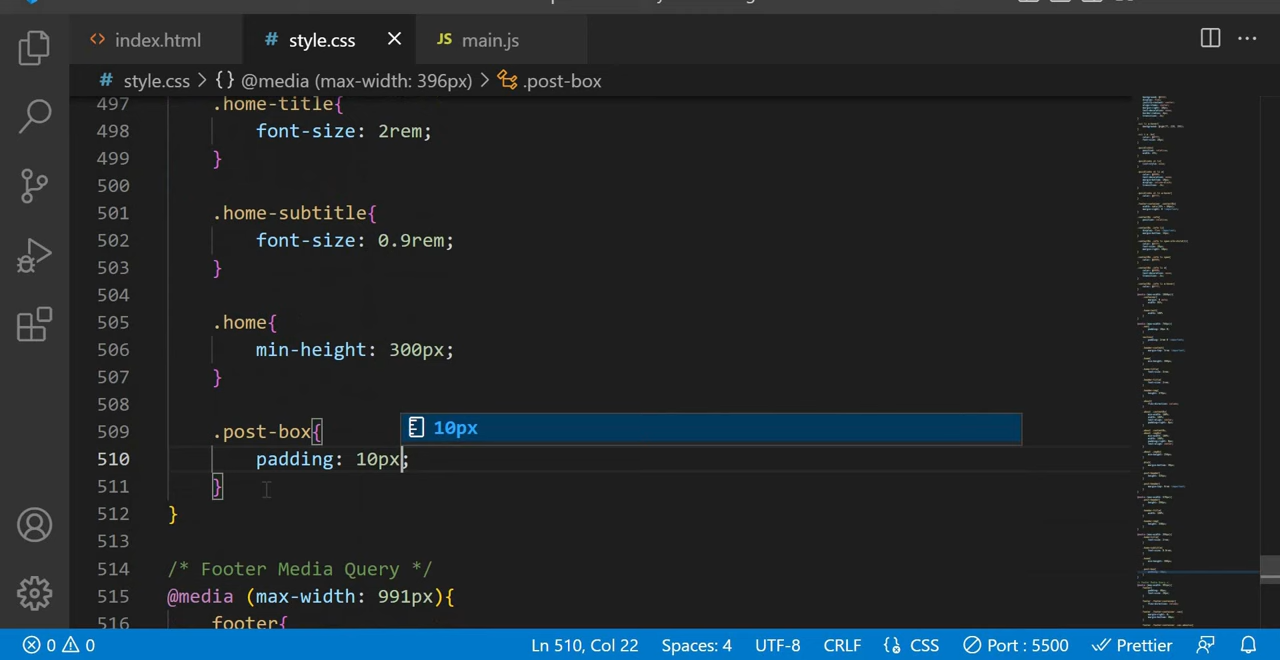 index.html
# style.css
JS main.js
# style.css > {} @media (max-width: 396px) > .post-box
497 .home-title{
498 font-size: 2rem;
499 }
500
501 .home-subtitle{
502 font-size: 0.9rem;
503 }
504
505 .home{
506 min-height: 300px;
507 }
508
509 .post-box{
10px
510 padding: 10px;
511 }
512 }
513
514 /* Footer Media Query */
515 @media (max-width: 991px){
516 footer{
0 0 Ln 510, Col 22 Spaces: 4 UTF-8 CRLF {} CSS Port : 5500 Prettier